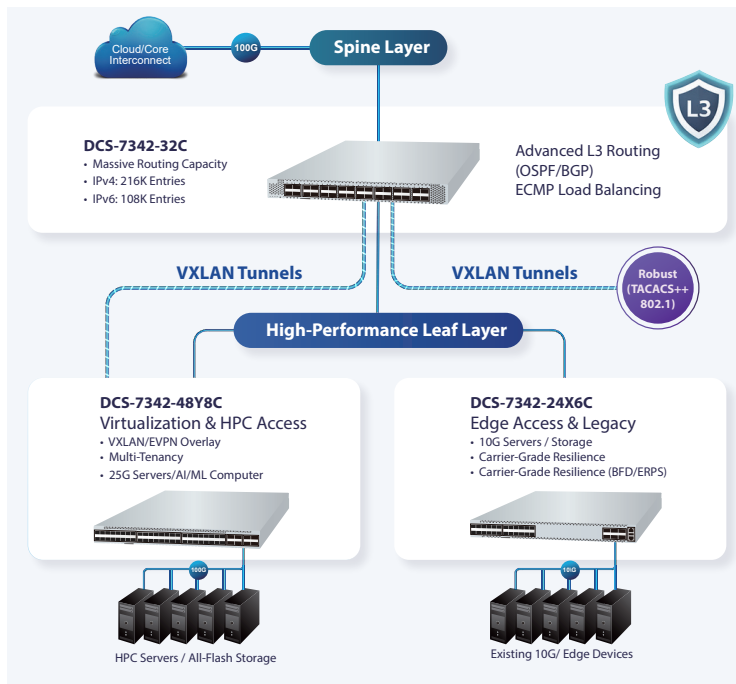 Cloud/Core
Interconnect
100G
Spine Layer
L3
DCS-7342-32C
• Massive Routing Capacity
• IPv4: 216K Entries
• IPv6: 108K Entries
Advanced L3 Routing
(OSPF/BGP)
ECMP Load Balancing
VXLAN Tunnels
VXLAN Tunnels
Robust
(TACACS++
802.1)
High-Performance Leaf Layer
DCS-7342-48Y8C
Virtualization & HPC Access
• VXLAN/EVPN Overlay
• Multi-Tenancy
• 25G Servers/AI/ML Computer
DCS-7342-24X6C
Edge Access & Legacy
• 10G Servers / Storage
• Carrier-Grade Resilience
• Carrier-Grade Resilience (BFD/ERPS)
100G
HPC Servers / All-Flash Storage
Existing 10G/ Edge Devices